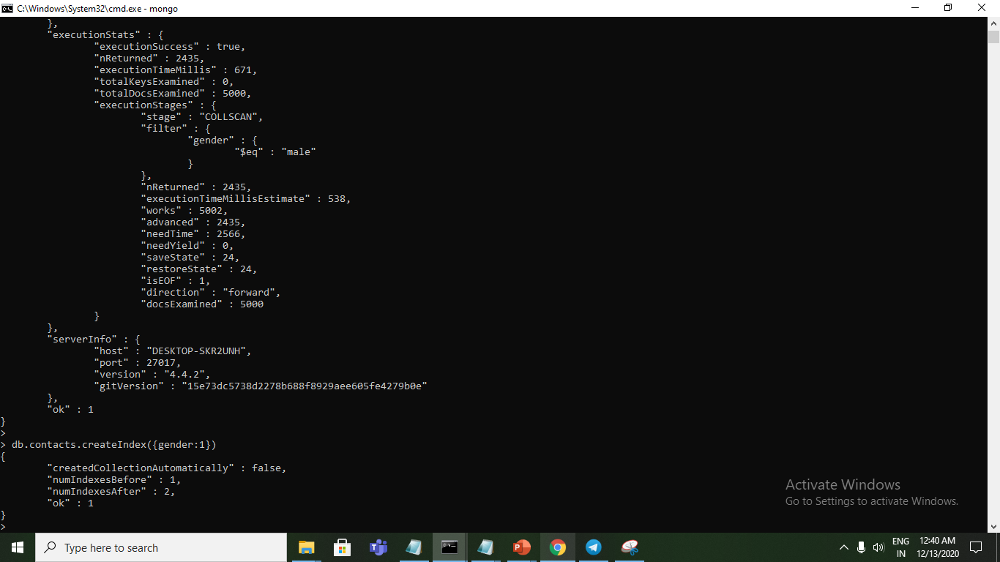 C:\Windows\System32\cmd.exe - mongo
},
"executionStats" : {
"executionSuccess" : true,
"nReturned" : 2435,
"executionTimeMillis" : 671,
"totalKeysExamined" : 0,
"totalDocsExamined" : 5000,
"executionStages" : {
"stage" : "COLLSCAN",
"filter" : {
"gender" : {
"$eq" : "male"
}
},
"nReturned" : 2435,
"executionTimeMillisEstimate" : 538,
"works" : 5002,
"advanced" : 2435,
"needTime" : 2566,
"needYield" : 0,
"saveState" : 24,
"restoreState" : 24,
"isEOF" : 1,
"direction" : "forward",
"docsExamined" : 5000
}
},
"serverInfo" : {
"host" : "DESKTOP-SKR2UNH",
"port" : 27017,
"version" : "4.4.2",
"gitVersion" : "15e73dc5738d2278b688f8929aee605fe4279b0e"
},
"ok" : 1
}
>
> db.contacts.createIndex({gender:1})
{
"createdCollectionAutomatically" : false,
"numIndexesBefore" : 1,
"numIndexesAfter" : 2,
"ok" : 1
}
>
Activate Windows
Go to Settings to activate Windows.
Type here to search
ENG
IN
12:40 AM
12/13/2020